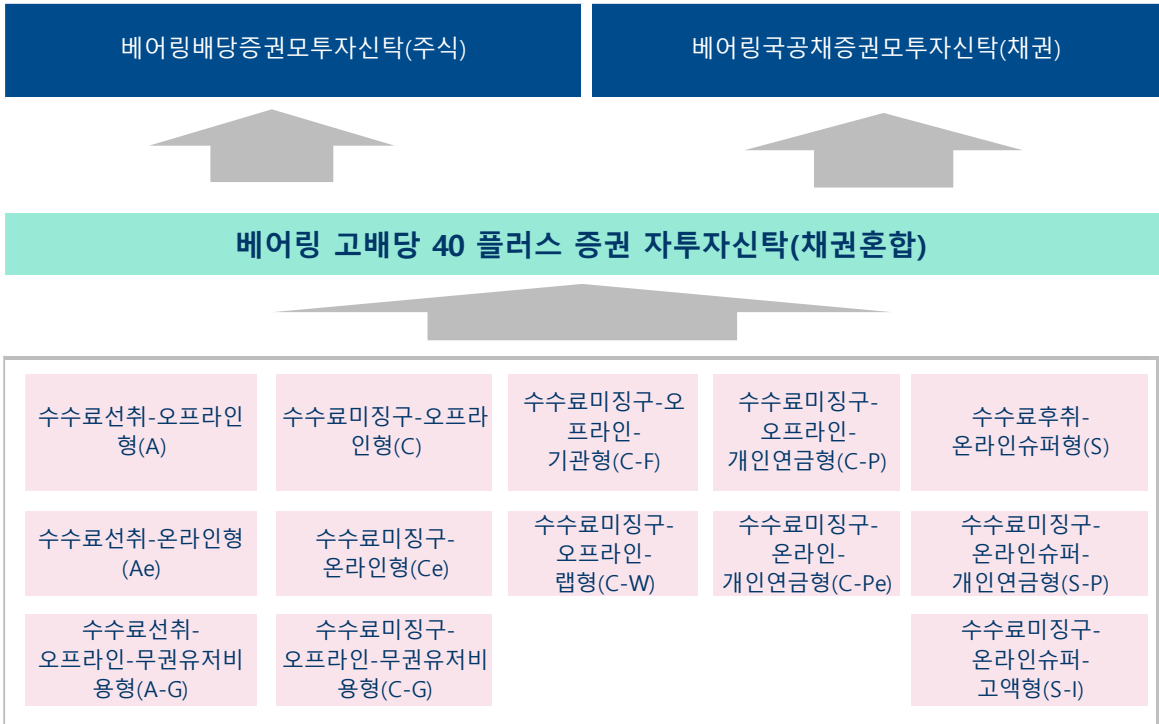 베어링배당증권모투자신탁(주식)
베어링국공채증권모투자신탁(채권)
베어링 고배당 40 플러스 증권 자투자신탁(채권혼합)
수수료선취-오프라인
형(A)
수수료미징구-오프라
인형(C)
수수료미징구-오
프라인-
기관형(C-F)
수수료미징구-
오프라인-
개인연금형(C-P)
수수료후취-
온라인슈퍼형(S)
수수료선취-온라인형
(Ae)
수수료미징구-
온라인형(Ce)
수수료미징구-
오프라인-
랩형(C-W)
수수료미징구-
온라인-
개인연금형(C-Pe)
수수료미징구-
온라인슈퍼-
개인연금형(S-P)
수수료선취-
오프라인-무권유저비
용형(A-G)
수수료미징구-
오프라인-무권유저비
용형(C-G)
수수료미징구-
온라인슈퍼-
고액형(S-I)